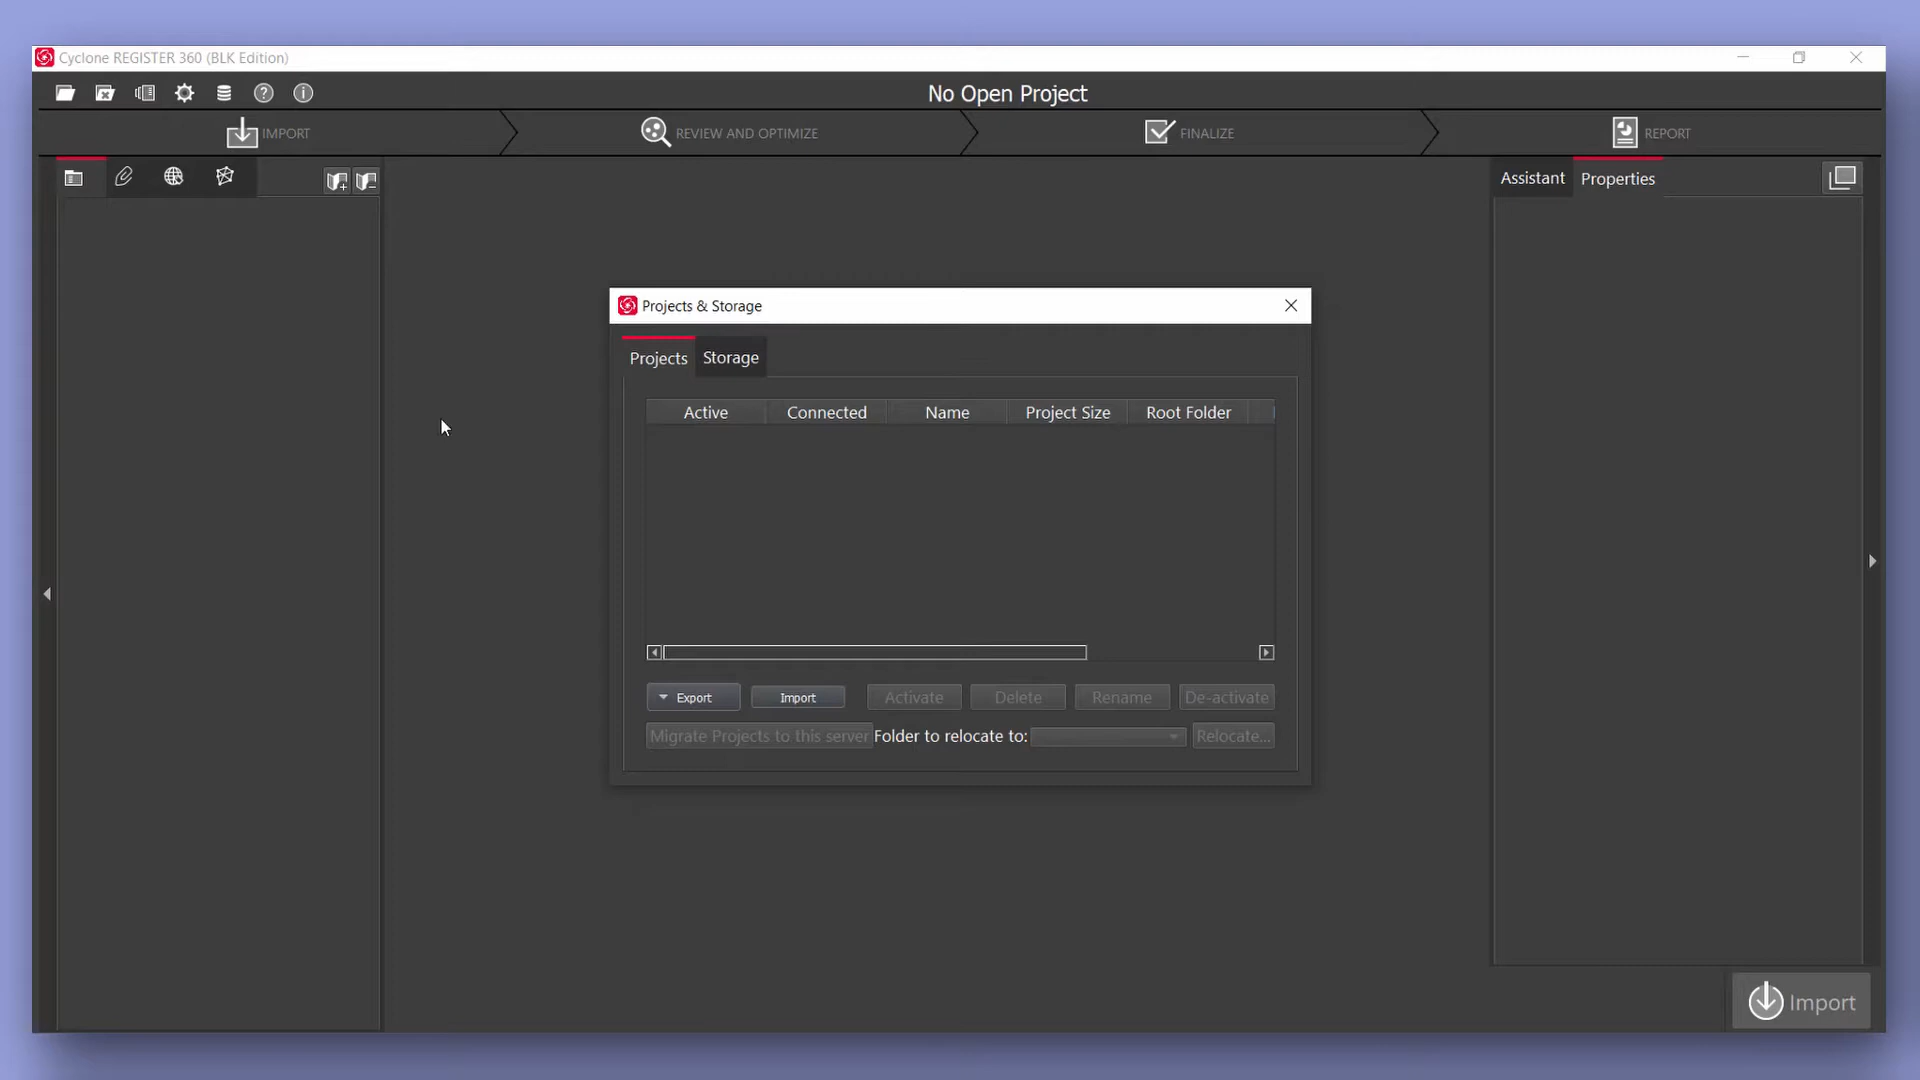 Cyclone REGISTER 360 (BLK Edition)
No Open Project
IMPORT
REVIEW AND OPTIMIZE
FINALIZE
REPORT
Assistant
Properties
Projects & Storage
Projects
Storage
Active
Connected
Name
Project Size
Root Folder
Export
Import
Activate
Delete
Rename
De-activate
Migrate Projects to this server
Folder to relocate to:
Relocate...
Import